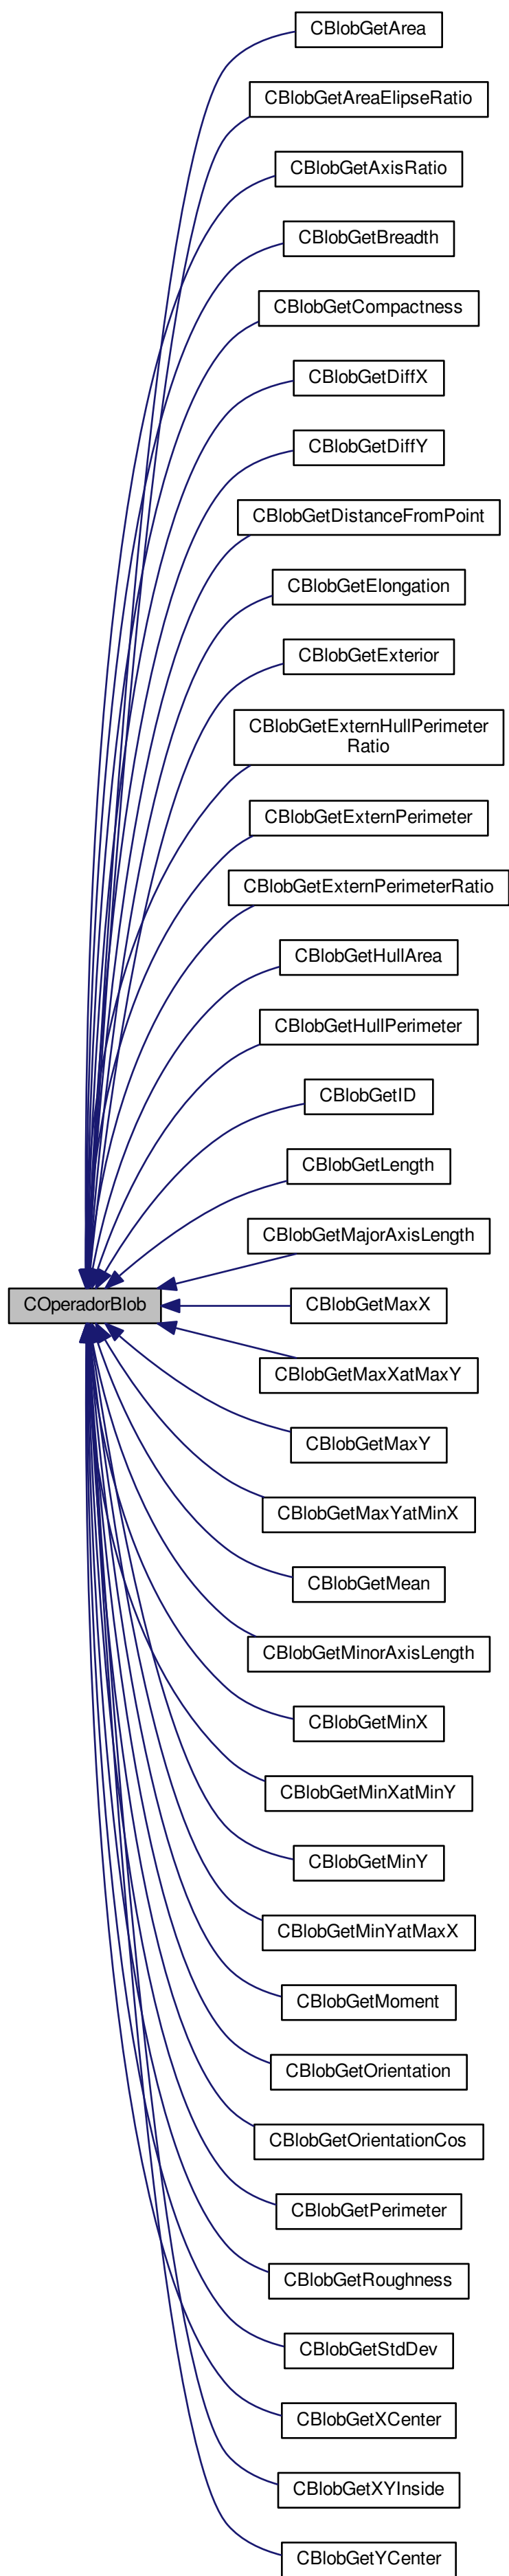 CBlobGetArea
CBlobGetAreaElipseRatio
CBlobGetAxisRatio
CBlobGetBreadth
CBlobGetCompactness
CBlobGetDiffX
CBlobGetDiffY
CBlobGetDistanceFromPoint
CBlobGetElongation
CBlobGetExterior
CBlobGetExternHullPerimeter
Ratio
CBlobGetExternPerimeter
CBlobGetExternPerimeterRatio
CBlobGetHullArea
CBlobGetHullPerimeter
CBlobGetID
CBlobGetLength
CBlobGetMajorAxisLength
COperadorBlob
CBlobGetMaxX
CBlobGetMaxXatMaxY
CBlobGetMaxY
CBlobGetMaxYatMinX
CBlobGetMean
CBlobGetMinorAxisLength
CBlobGetMinX
CBlobGetMinXatMinY
CBlobGetMinY
CBlobGetMinYatMaxX
CBlobGetMoment
CBlobGetOrientation
CBlobGetOrientationCos
CBlobGetPerimeter
CBlobGetRoughness
CBlobGetStdDev
CBlobGetXCenter
CBlobGetXYInside
CBlobGetYCenter